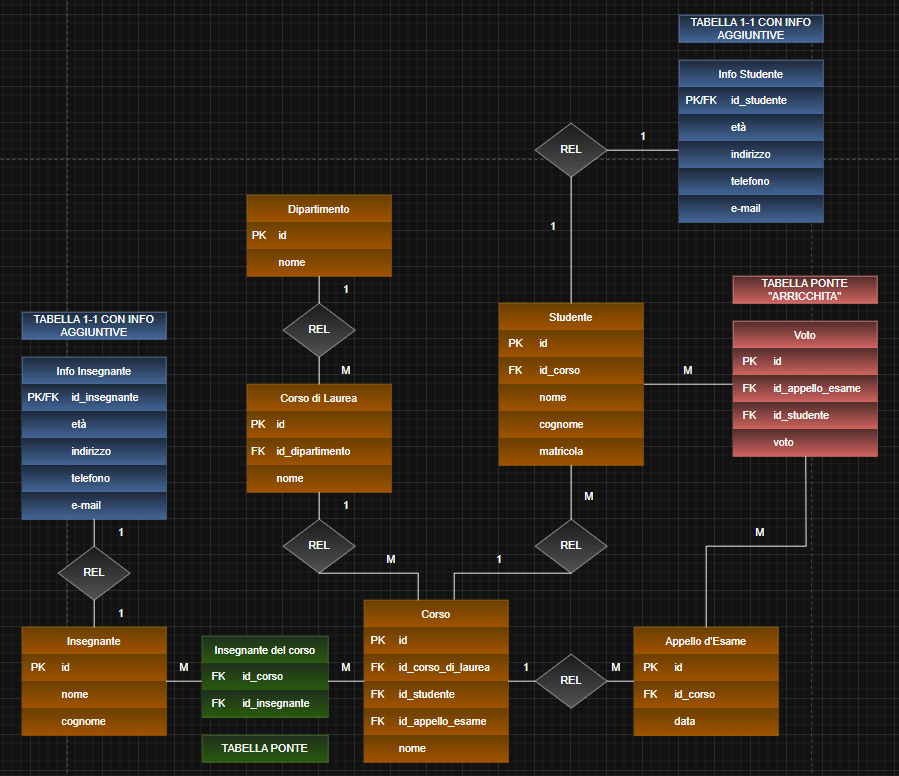 TABELLA 1-1 CON INFO
AGGIUNTIVE
Info Studente
PK/FK id_studente
età
indirizzo
telefono
e-mail
REL
1
1
Dipartimento
PK id
nome
1
REL
M
TABELLA PONTE
"ARRICCHITA"
Voto
PK id
FK id_appello_esame
FK id_studente
voto
Studente
PK id
FK id_corso
nome
cognome
matricola
M
TABELLA 1-1 CON INFO
AGGIUNTIVE
Info Insegnante
PK/FK id_insegnante
età
indirizzo
telefono
e-mail
Corso di Laurea
PK id
FK id_dipartimento
nome
1
REL
M
M
REL
1
M
1
REL
1
Insegnante
PK id
nome
cognome
M
Insegnante del corso
FK id_corso
FK id_insegnante
TABELLA PONTE
M
Corso
PK id
FK id_corso_di_laurea
FK id_studente
FK id_appello_esame
nome
1
REL
M
Appello d'Esame
PK id
FK id_corso
data